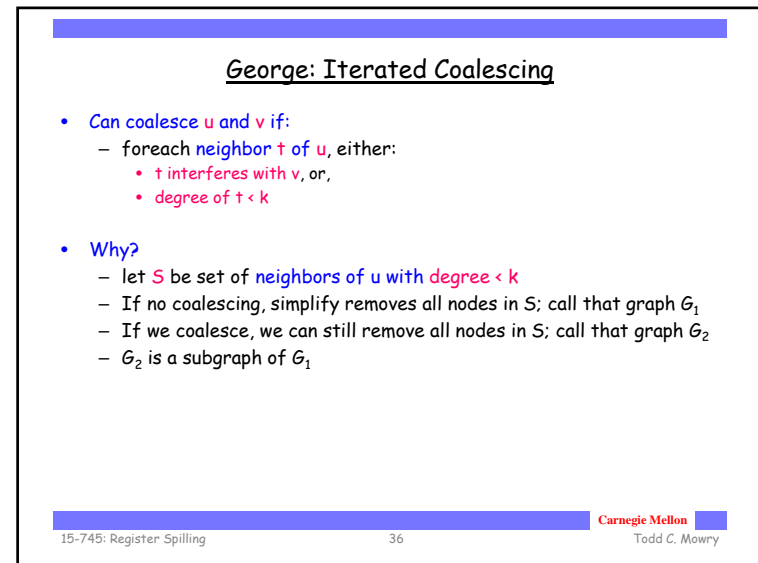 George: Iterated Coalescing
• Can coalesce u and v if:
– foreach neighbor t of u, either:
• t interferes with v, or,
• degree of t < k
• Why?
– let S be set of neighbors of u with degree < k
– If no coalescing, simplify removes all nodes in S; call that graph G₁
– If we coalesce, we can still remove all nodes in S; call that graph G₂
– G₂ is a subgraph of G₁
Carnegie Mellon
15-745: Register Spilling 36 Todd C. Mowry